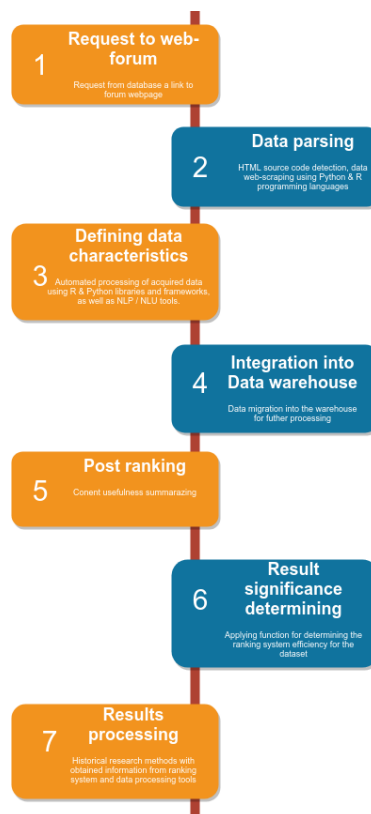 Request to web-
forum
1
Request from database a link to
forum webpage
Data parsing
2
HTML source code detection, data
web-scraping using Python & R
programming languages
Defining data
characteristics
3
Automated processing of acquired data
using R & Python libraries and frameworks,
as well as NLP / NLU tools.
Integration into
Data warehouse
4
Data migration into the warehouse
for futher processing
Post ranking
5
Conent usefulness summarazing
Result
significance
determining
6
Applying function for determining the
ranking system efficiency for the
dataset
Results
processing
7
Historical research methods with
obtained information from ranking
system and data processing tools